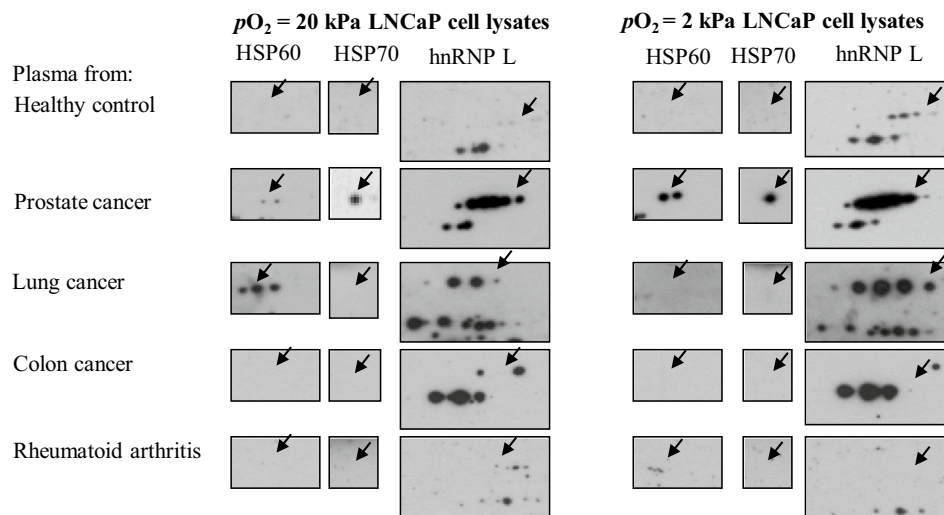 pO2 = 20 kPa LNCaP cell lysates pO2 = 2 kPa LNCaP cell lysates
HSP60 HSP70 hnRNP L HSP60 HSP70 hnRNP L
Plasma from:
Healthy control
Prostate cancer
Lung cancer
Colon cancer
Rheumatoid arthritis